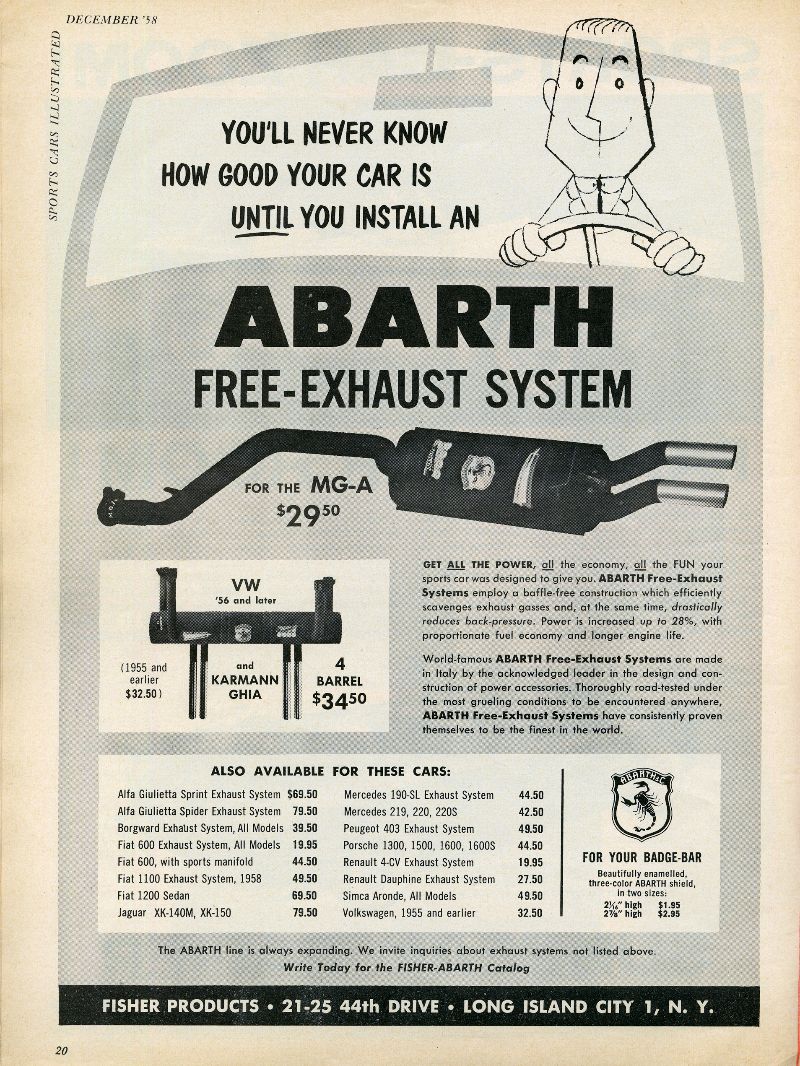 DECEMBER '58
SPORTS CARS ILLUSTRATED
YOU'LL NEVER KNOW
HOW GOOD YOUR CAR IS
UNTIL YOU INSTALL AN
ABARTH
FREE-EXHAUST SYSTEM
FOR THE MG-A
$29 50
VW
'56 and later
(1955 and
earlier
$32.50)
and
KARMANN
GHIA
4
BARREL
$34 50
GET ALL THE POWER, all the economy, all the FUN your
sports car was designed to give you. ABARTH Free-Exhaust
Systems employ a baffle-free construction which efficiently
scavenges exhaust gasses and, at the same time, drastically
reduces back-pressure. Power is increased up to 28%, with
proportionate fuel economy and longer engine life.
World-famous ABARTH Free-Exhaust Systems are made
in Italy by the acknowledged leader in the design and con-
struction of power accessories. Thoroughly road-tested under
the most grueling conditions to be encountered anywhere,
ABARTH Free-Exhaust Systems have consistently proven
themselves to be the finest in the world.
ALSO AVAILABLE FOR THESE CARS:
Alfa Giulietta Sprint Exhaust System $69.50
Alfa Giulietta Spider Exhaust System 79.50
Borgward Exhaust System, All Models 39.50
Fiat 600 Exhaust System, All Models 19.95
Fiat 600, with sports manifold 44.50
Fiat 1100 Exhaust System, 1958 49.50
Fiat 1200 Sedan 69.50
Jaguar XK-140M, XK-150 79.50
Mercedes 190-SL Exhaust System 44.50
Mercedes 219, 220, 220S 42.50
Peugeot 403 Exhaust System 49.50
Porsche 1300, 1500, 1600, 1600S 44.50
Renault 4-CV Exhaust System 19.95
Renault Dauphine Exhaust System 27.50
Simca Aronde, All Models 49.50
Volkswagen, 1955 and earlier 32.50
ABARTH&C.
FOR YOUR BADGE-BAR
Beautifully enamelled,
three-color ABARTH shield,
in two sizes:
2 1/16" high $1.95
2 7/8" high $2.95
The ABARTH line is always expanding. We invite inquiries about exhaust systems not listed above.
Write Today for the FISHER-ABARTH Catalog
FISHER PRODUCTS • 21-25 44th DRIVE • LONG ISLAND CITY 1, N. Y.
20